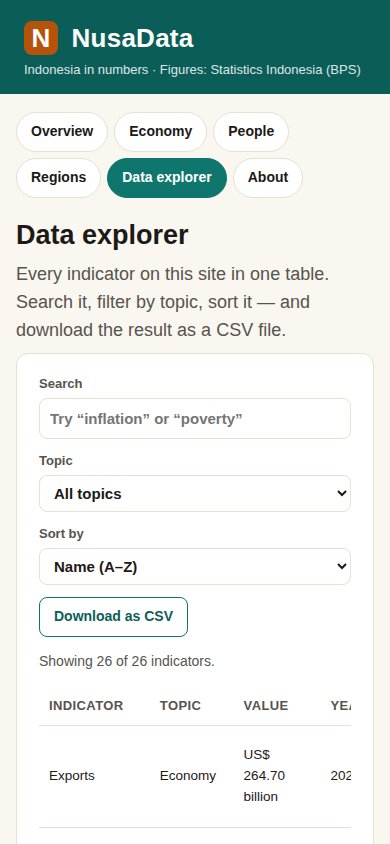 N NusaData
Indonesia in numbers · Figures: Statistics Indonesia (BPS)
Overview Economy People
Regions Data explorer About
Data explorer
Every indicator on this site in one table.
Search it, filter by topic, sort it — and
download the result as a CSV file.
Search
Try “inflation” or “poverty”
Topic
All topics
Sort by
Name (A–Z)
Download as CSV
Showing 26 of 26 indicators.
INDICATOR TOPIC VALUE
US$
Exports Economy 264.70
billion